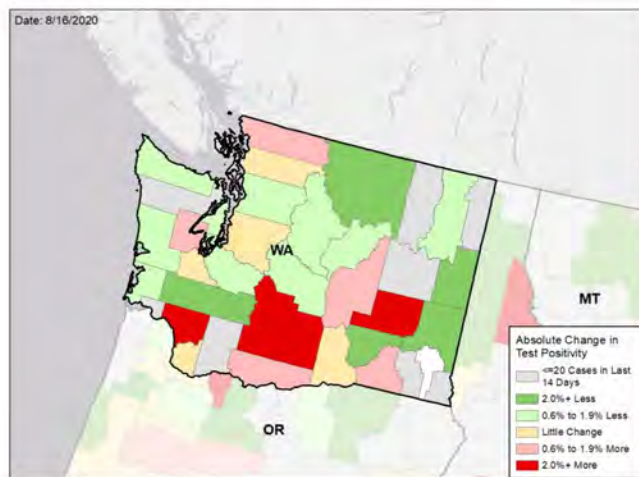 Date: 8/16/2020
WA
MT
OR
Absolute Change in
Test Positivity
<=20 Cases in Last
14 Days
2.0%+ Less
0.6% to 1.9% Less
Little Change
0.6% to 1.9% More
2.0%+ More